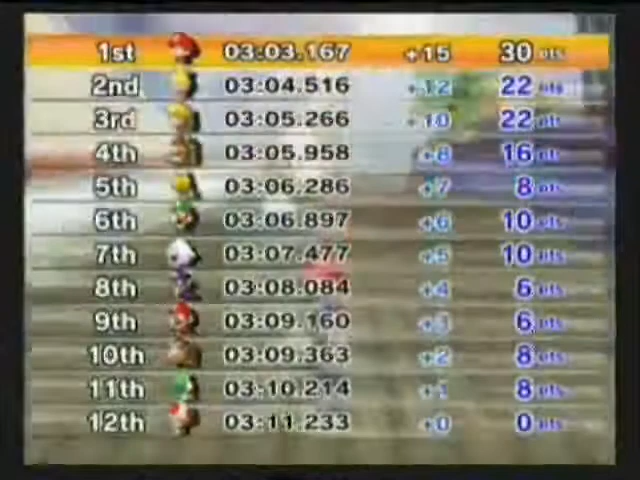 1st 03:03.167 +15 30 pts
2nd 03:04.516 +12 22 pts
3rd 03:05.266 +10 22 pts
4th 03:05.958 +8 16 pts
5th 03:06.286 +7 8 pts
6th 03:06.897 +6 10 pts
7th 03:07.477 +5 10 pts
8th 03:08.084 +4 6 pts
9th 03:09.160 +3 6 pts
10th 03:09.363 +2 8 pts
11th 03:10.214 +1 8 pts
12th 03:11.233 +0 0 pts